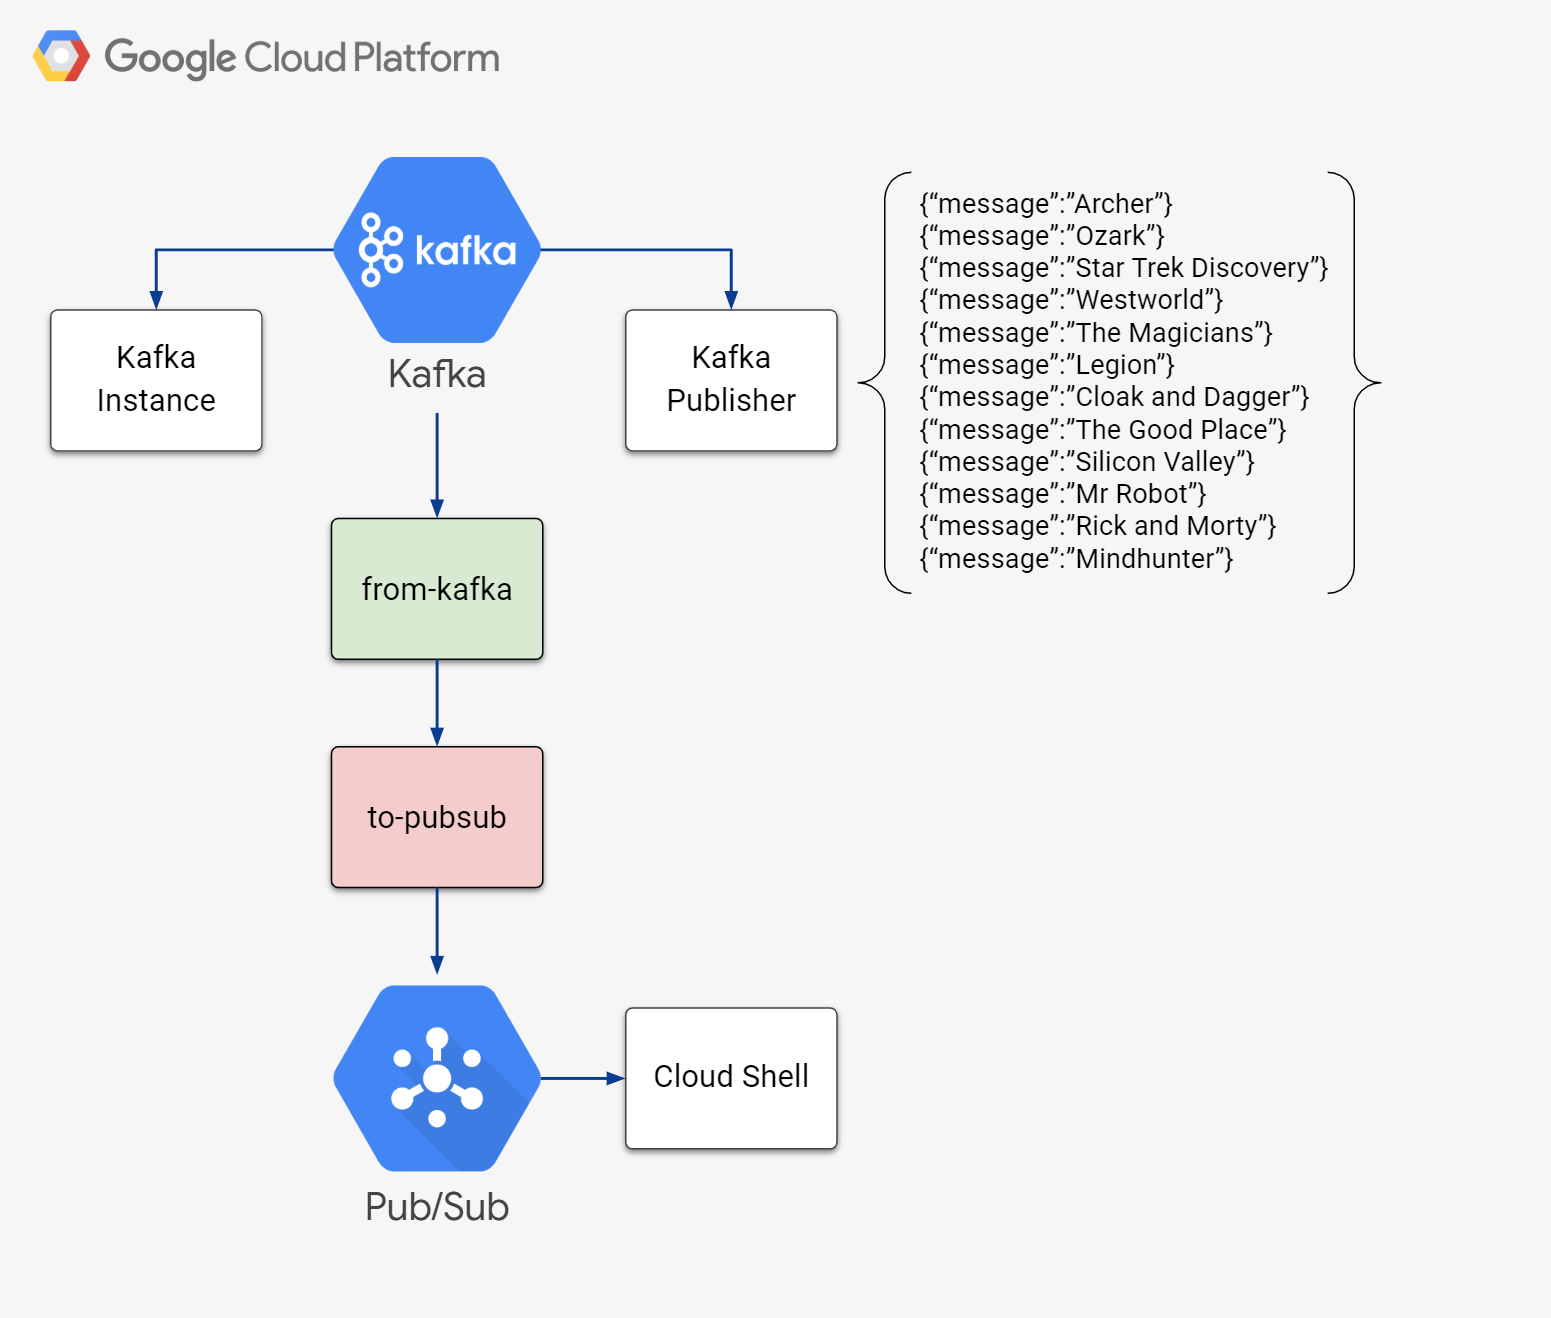 Google Cloud Platform
kafka
Kafka
Kafka
Instance
Kafka
Publisher
{“message”:”Archer”}
{“message”:”Ozark”}
{“message”:”Star Trek Discovery”}
{“message”:”Westworld”}
{“message”:”The Magicians”}
{“message”:”Legion”}
{“message”:”Cloak and Dagger”}
{“message”:”The Good Place”}
{“message”:”Silicon Valley”}
{“message”:”Mr Robot”}
{“message”:”Rick and Morty”}
{“message”:”Mindhunter”}
from-kafka
to-pubsub
Cloud Shell
Pub/Sub